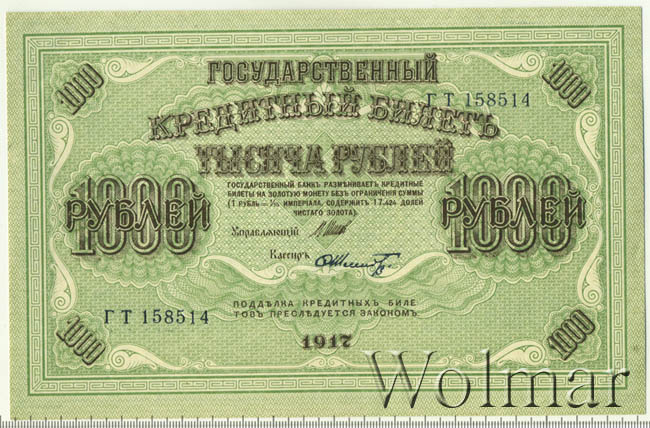 1000
1000
ГОСУДАРСТВЕННЫЙ
КРЕДИТНЫЙ БИЛЕТЪ
ГТ 158514
ТЫСЯЧА РУБЛЕЙ
ГОСУДАРСТВЕННЫЙ БАНКЪ РАЗМѢНИВАЕТЪ КРЕДИТНЫЕ
БИЛЕТЫ НА ЗОЛОТУЮ МОНЕТУ БЕЗЪ ОГРАНИЧЕНІЯ СУММЫ
(1 РУБЛЬ = 1/15 ИМПЕРІАЛА, СОДЕРЖИТЪ 17,424 ДОЛЕЙ
ЧИСТАГО ЗОЛОТА).
1000
РУБЛЕЙ
1000
РУБЛЕЙ
Управляющій
Кассиръ
ГТ 158514
ПОДДѢЛКА КРЕДИТНЫХЪ БИЛЕ-
ТОВЪ ПРЕСЛѢДУЕТСЯ ЗАКОНОМЪ
1917
1000
1000
Wolmar